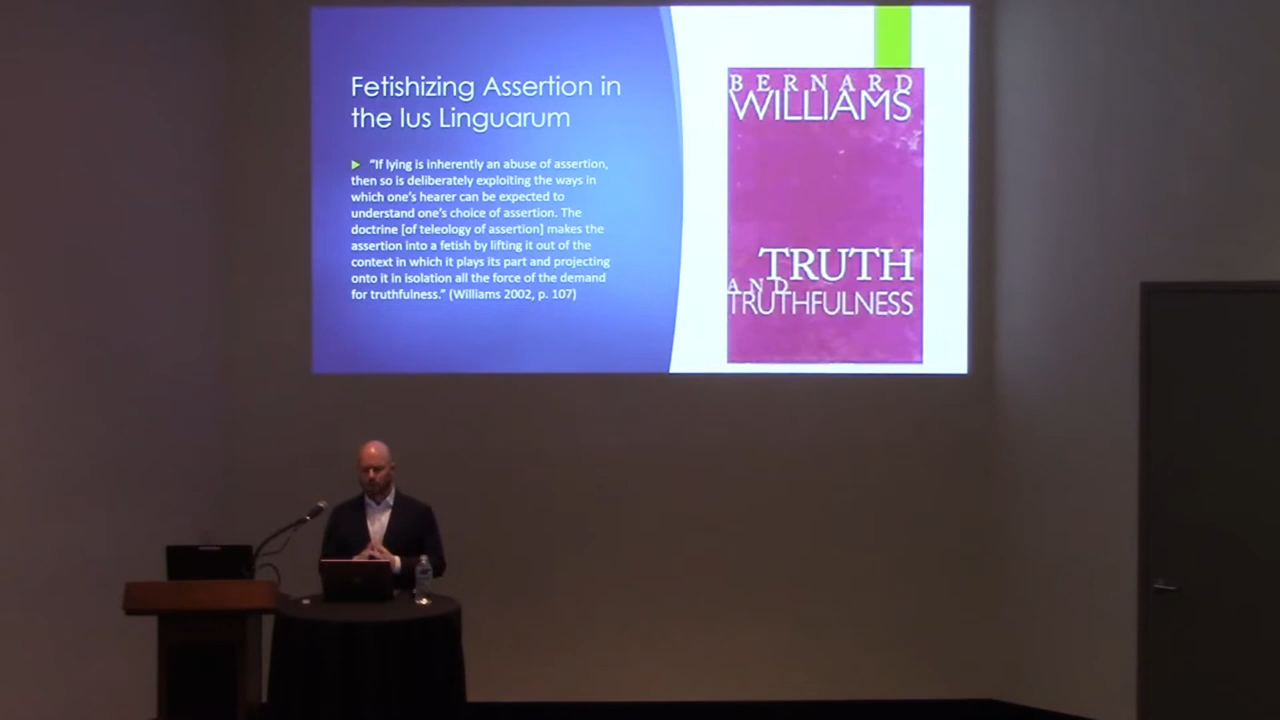 Fetishizing Assertion in
the Ius Linguarum
“If lying is inherently an abuse of assertion,
then so is deliberately exploiting the ways in
which one’s hearer can be expected to
understand one’s choice of assertion. The
doctrine [of teleology of assertion] makes the
assertion into a fetish by lifting it out of the
context in which it plays its part and projecting
onto it in isolation all the force of the demand
for truthfulness.” (Williams 2002, p. 107)
BERNARD
WILLIAMS
TRUTH
AND
TRUTHFULNESS